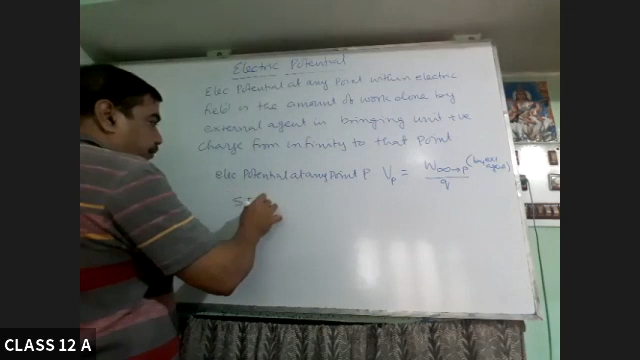 Electric Potential
Elec Potential at any point within electric
field is the amount of work done by
external agent in bringing unit +ve
Charge from infinity to that point
elec Potential at any point P Vp = W∞→P (by ext agent)
q
S
CLASS 12 A